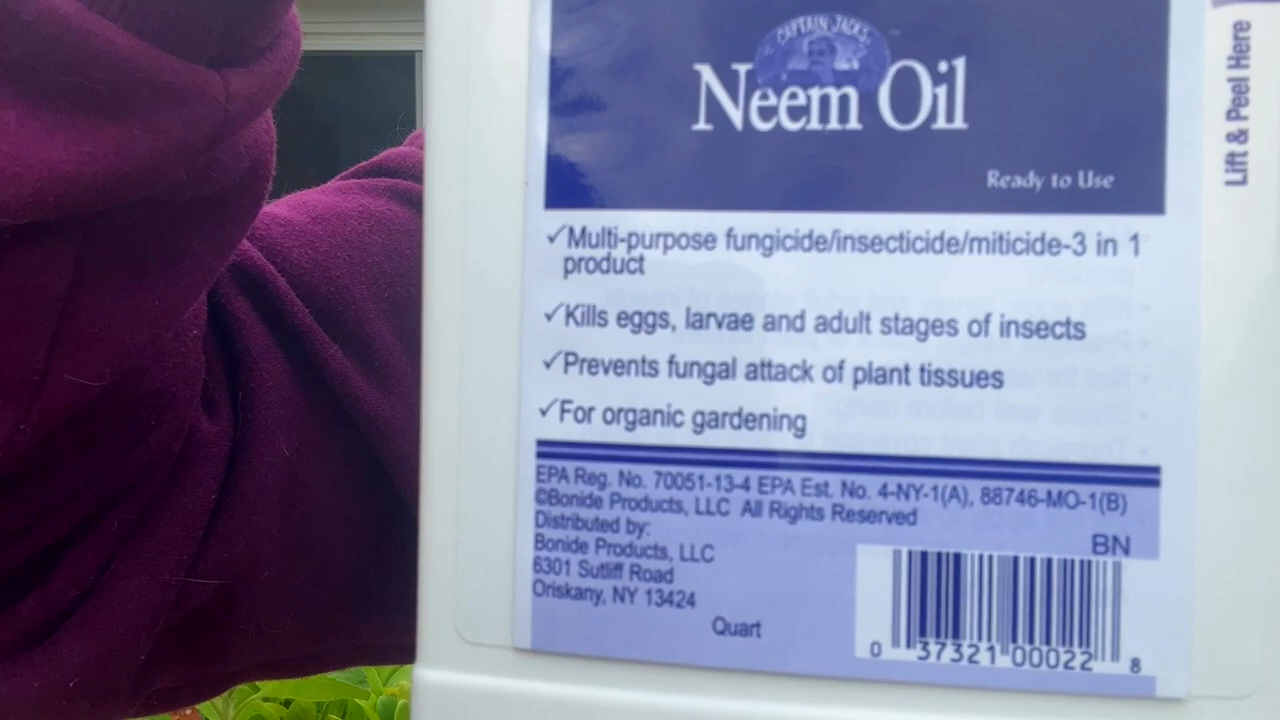 CAPTAIN JACK'S
Neem Oil
Ready to Use
Lift & Peel Here
✓Multi-purpose fungicide/insecticide/miticide-3 in 1
product
✓Kills eggs, larvae and adult stages of insects
✓Prevents fungal attack of plant tissues
✓For organic gardening
EPA Reg. No. 70051-13-4 EPA Est. No. 4-NY-1(A), 88746-MO-1(B)
©Bonide Products, LLC All Rights Reserved
Distributed by:
Bonide Products, LLC
6301 Sutliff Road
Oriskany, NY 13424
Quart
BN
0 37321 00022 8